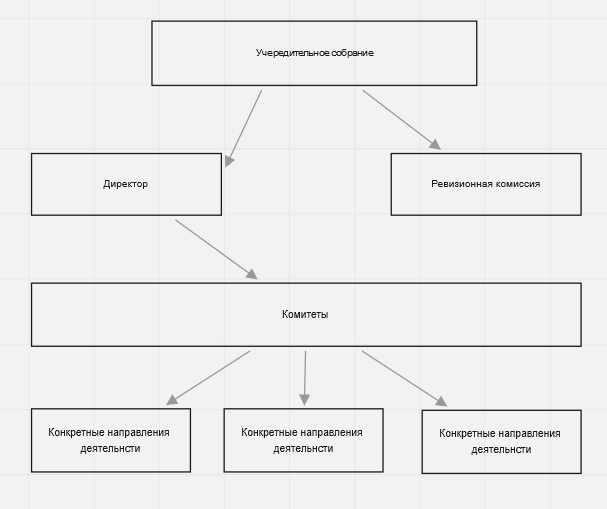 Учередительное собрание
Директор
Ревизионная комиссия
Комитеты
Конкретные направления
деятельнсти
Конкретные направления
деятельнсти
Конкретные направления
деятельнсти